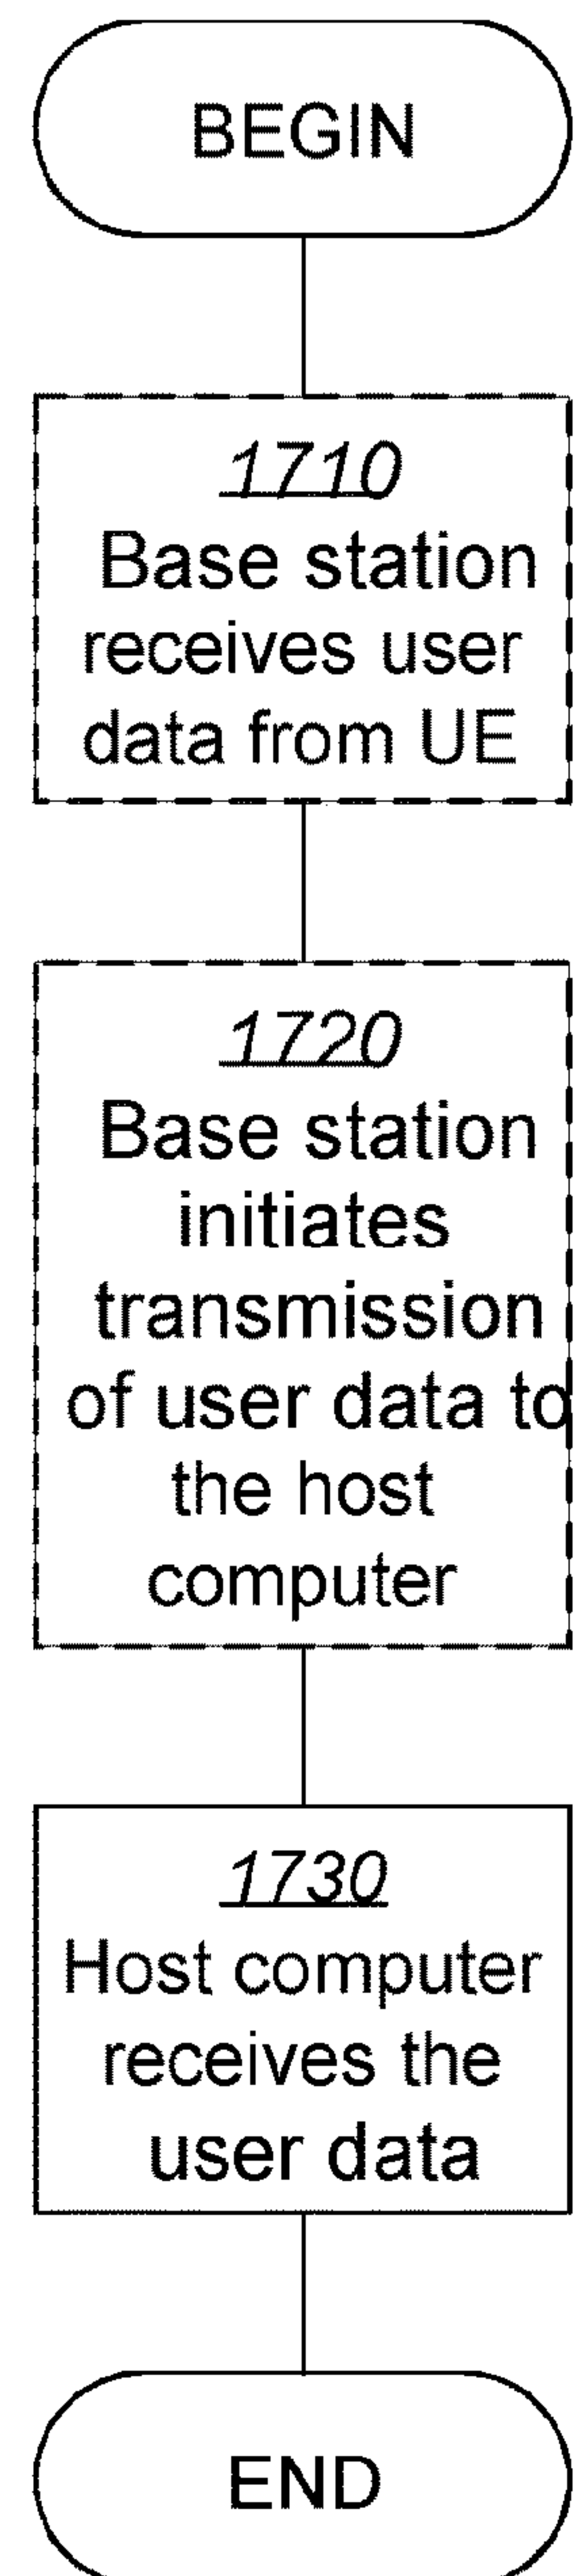 BEGIN
1710
Base station
receives user
data from UE
1720
Base station
initiates
transmission
of user data to
the host
computer
1730
Host computer
receives the
user data
END